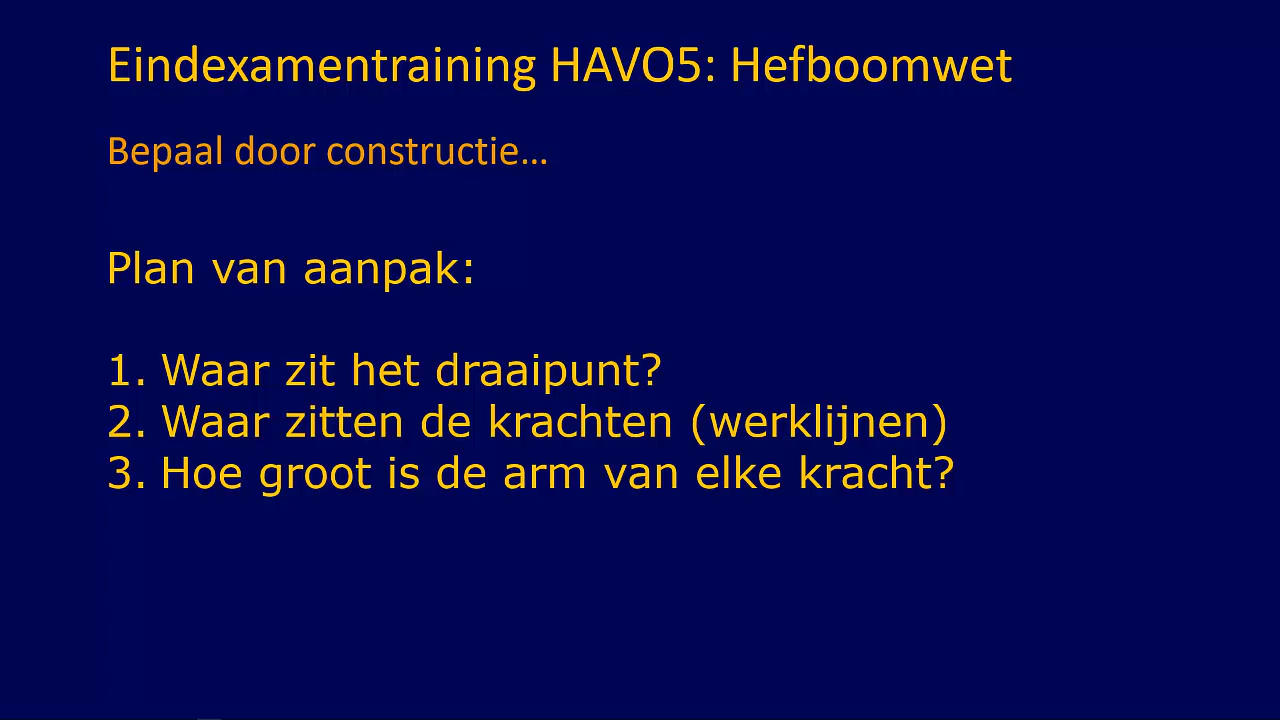 Eindexamentraining HAVO5: Hefboomwet
Bepaal door constructie…
Plan van aanpak:
1. Waar zit het draaipunt?
2. Waar zitten de krachten (werklijnen)
3. Hoe groot is de arm van elke kracht?